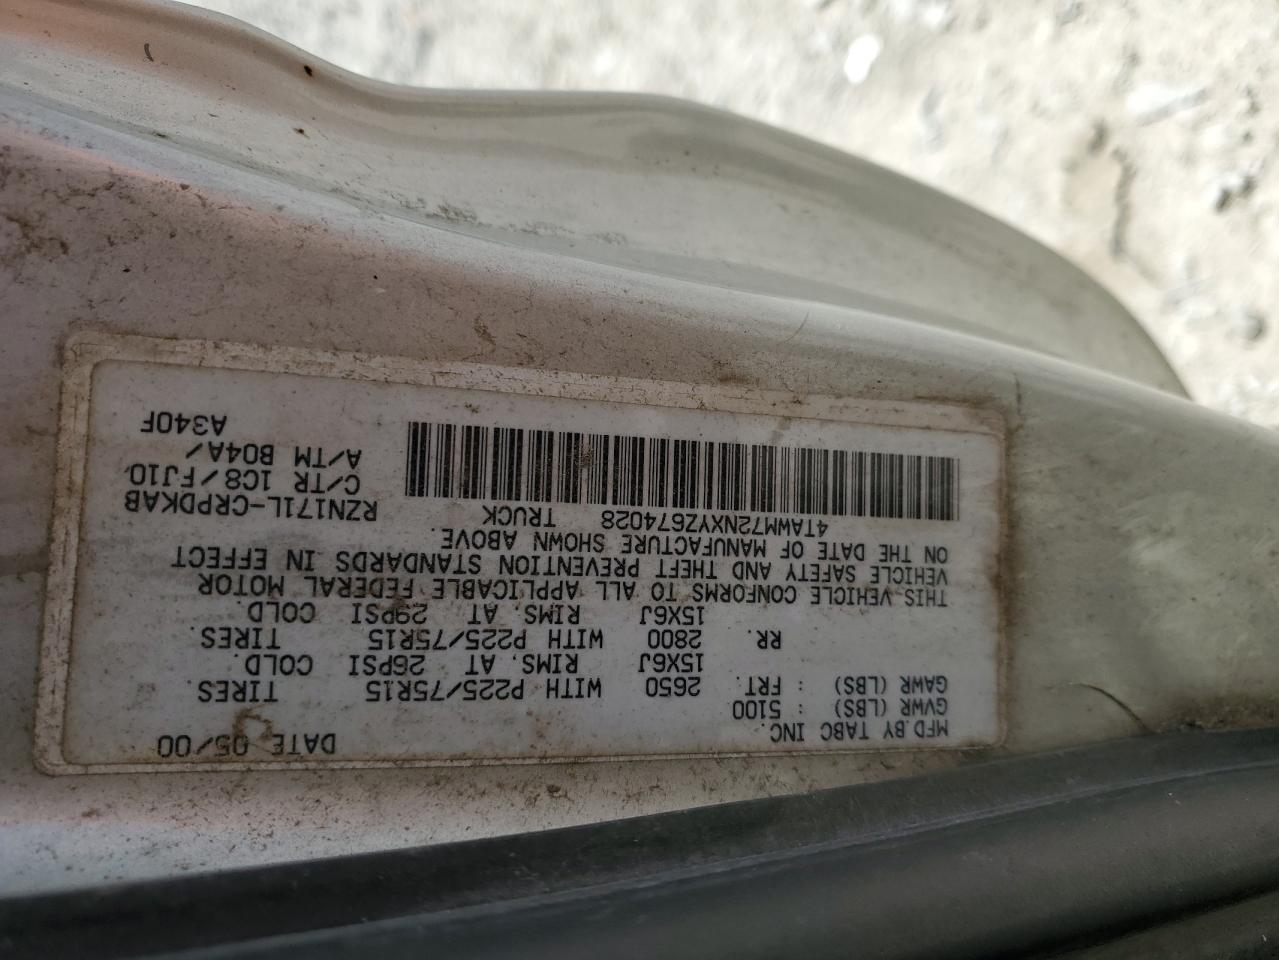 MFD.BY TABC INC. DATE 05/00
GVWR (LBS) : 5100
GAWR (LBS) : FRT. 2650 WITH P225/75R15 TIRES.
15X6J RIMS. AT 26PSI COLD.
RR. 2800 WITH P225/75R15 TIRES.
15X6J RIMS. AT 29PSI COLD.
THIS VEHICLE CONFORMS TO ALL APPLICABLE FEDERAL MOTOR
VEHICLE SAFETY AND THEFT PREVENTION STANDARDS IN EFFECT
ON THE DATE OF MANUFACTURE SHOWN ABOVE.
4TAWM72NXYZ674028 TRUCK
RZN171L-CRPDKAB
C/TR 1C8/FJ10
A/TM B04A/
A340F